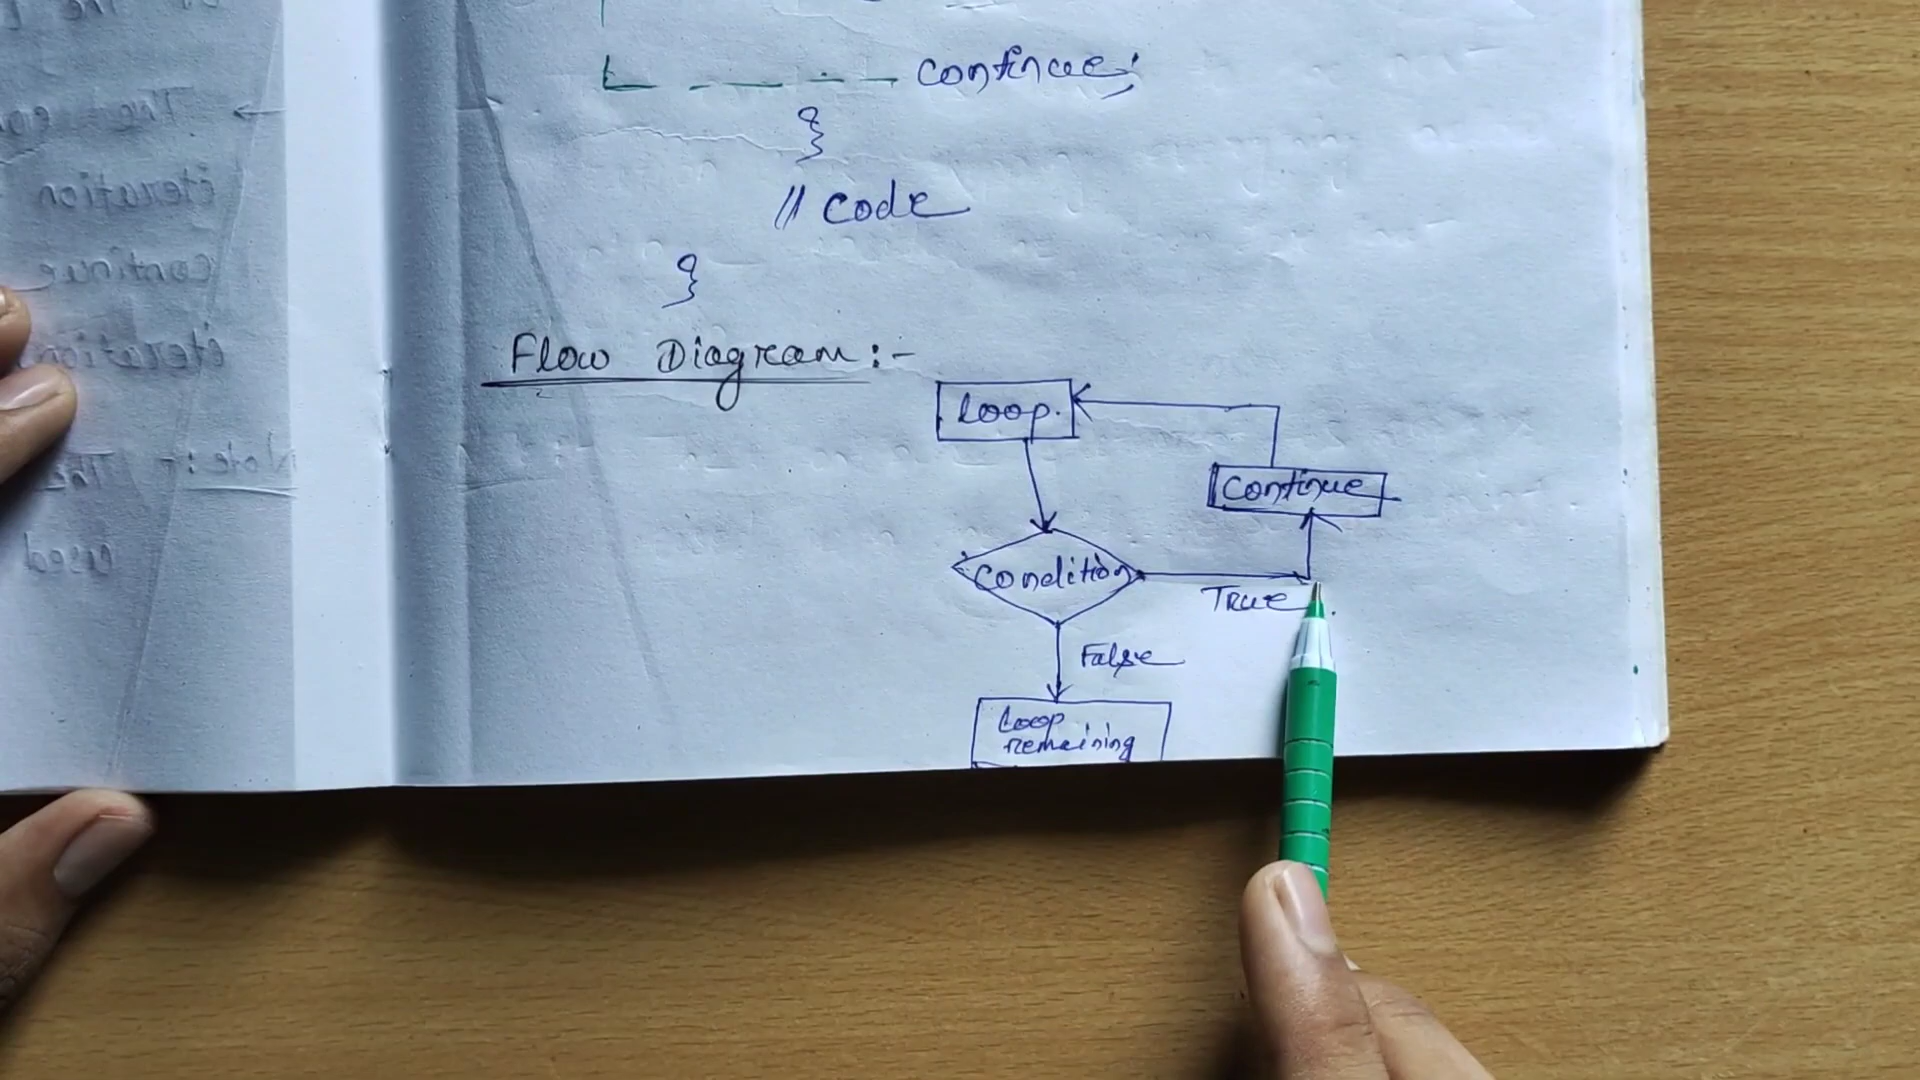 continue;
}
// code
}
Flow Diagram :-
Loop.
continue
condition
True
False
Loop
remaining